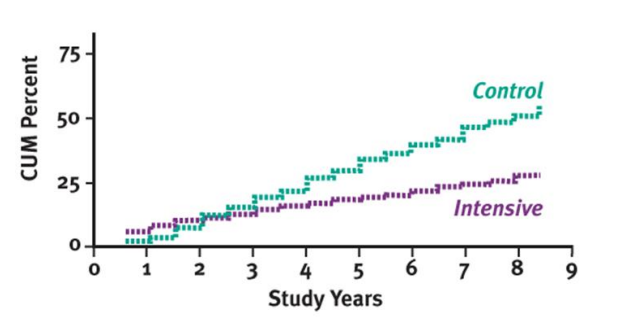 75
50
25
0
CUM Percent
Control
Intensive
0 1 2 3 4 5 6 7 8 9
Study Years